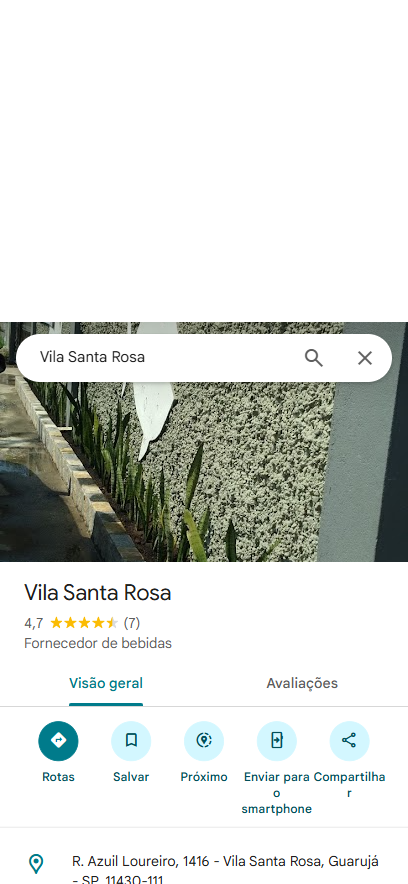 Vila Santa Rosa
Vila Santa Rosa
4,7 (7)
Fornecedor de bebidas
Visão geral Avaliações
Rotas Salvar Próximo Enviar para o smartphone Compartilhar
R. Azuil Loureiro, 1416 - Vila Santa Rosa, Guarujá
- SP, 11430-111